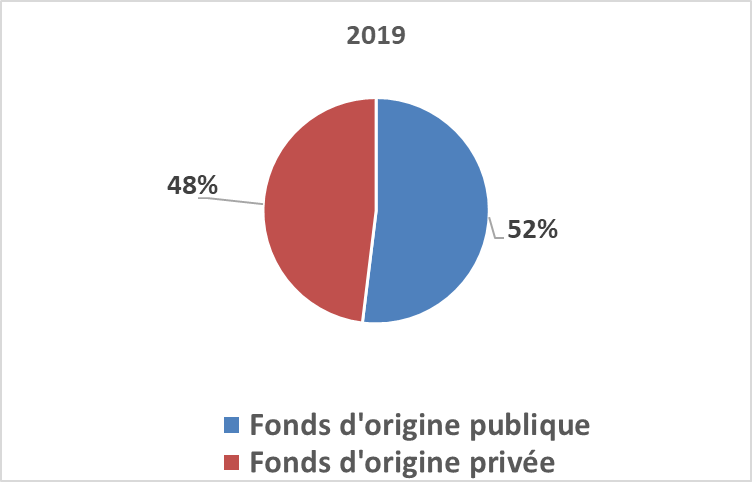 2019
48%
52%
Fonds d'origine publique
Fonds d'origine privée